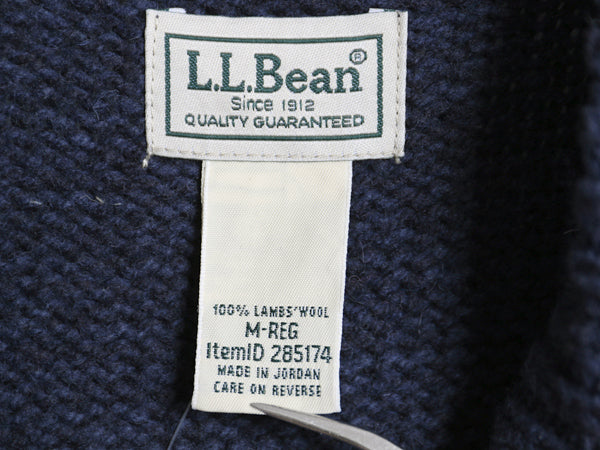 L.L.Bean®
Since 1912
QUALITY GUARANTEED
100% LAMBS' WOOL
M-REG
ItemID 285174
MADE IN JORDAN
CARE ON REVERSE